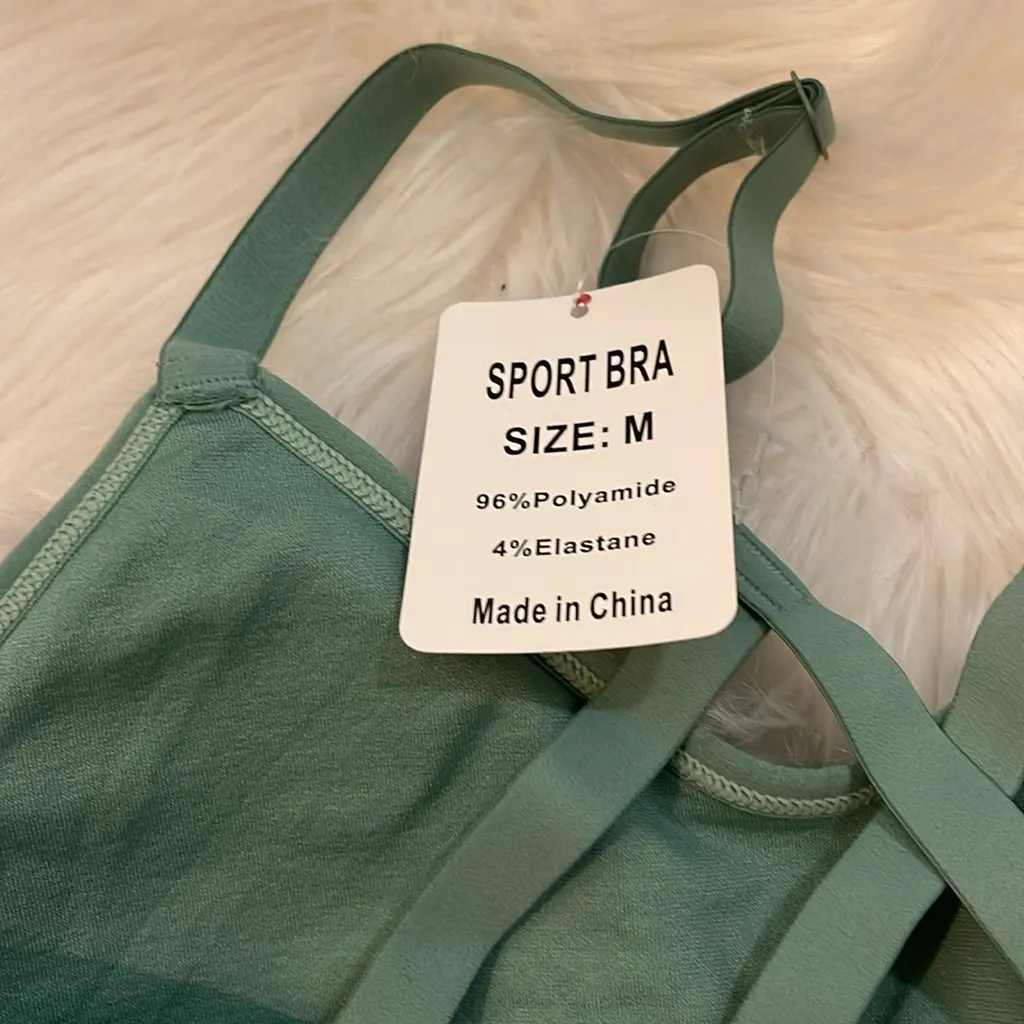 SPORT BRA
SIZE: M
96%Polyamide
4%Elastane
Made in China